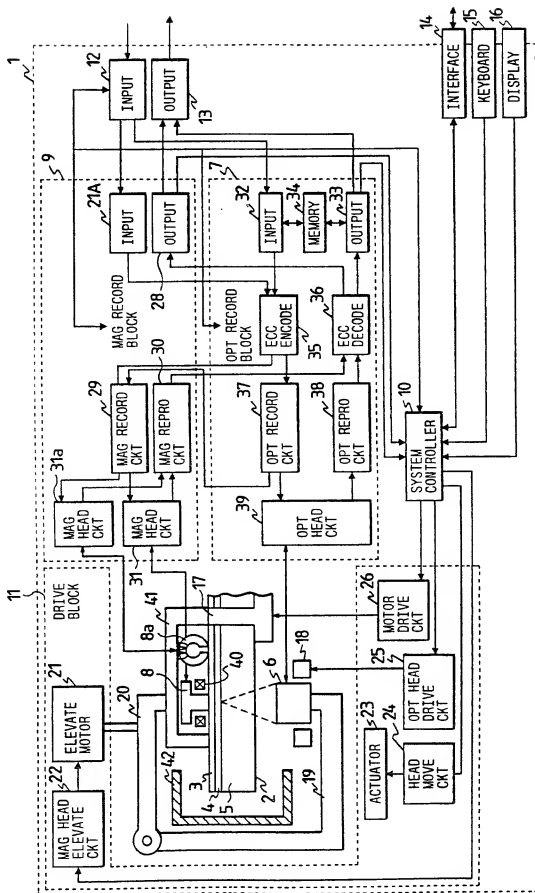 1
9
12
INPUT
OUTPUT
13
14
INTERFACE
15
KEYBOARD
16
DISPLAY
21A
INPUT
OUTPUT
28
MAG RECORD
BLOCK
29
MAG RECORD
CKT
30
MAG REPRO
CKT
31a
MAG HEAD
CKT
MAG HEAD
CKT
31
7
32
INPUT
34
MEMORY
33
OUTPUT
OPT RECORD
BLOCK
ECC
ENCODE
35
36
ECC
DECODE
37
OPT RECORD
CKT
38
OPT REPRO
CKT
39
OPT HEAD
CKT
10
SYSTEM
CONTROLLER
11
DRIVE
BLOCK
21
ELEVATE
MOTOR
22
MAG HEAD
ELEVATE
CKT
20
41
17
8a
8
40
42
3
4
5
2
6
18
19
26
MOTOR DRIVE
CKT
25
OPT HEAD
DRIVE
CKT
23
ACTUATOR
24
HEAD
MOVE CKT